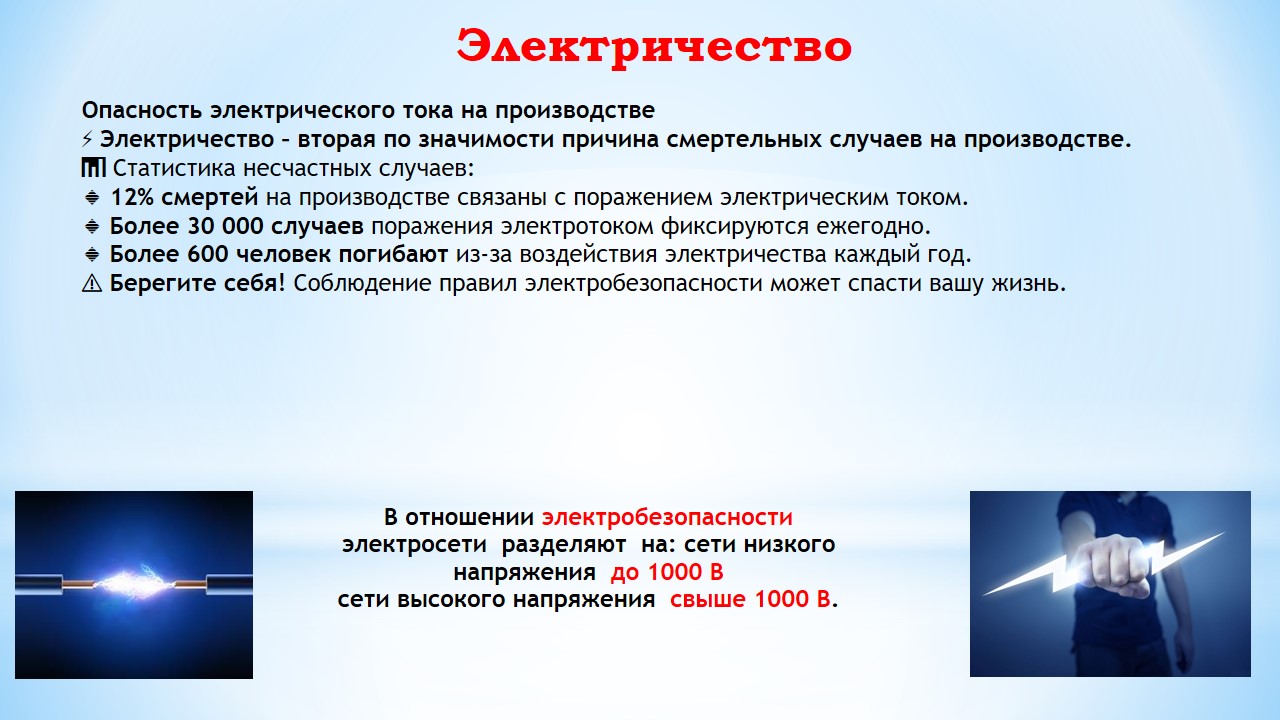 Электричество
Опасность электрического тока на производстве
⚡ Электричество – вторая по значимости причина смертельных случаев на производстве.
📊 Статистика несчастных случаев:
🔹 12% смертей на производстве связаны с поражением электрическим током.
🔹 Более 30 000 случаев поражения электротоком фиксируются ежегодно.
🔹 Более 600 человек погибают из-за воздействия электричества каждый год.
⚠ Берегите себя! Соблюдение правил электробезопасности может спасти вашу жизнь.
В отношении электробезопасности
электросети разделяют на: сети низкого
напряжения до 1000 В
сети высокого напряжения свыше 1000 В.